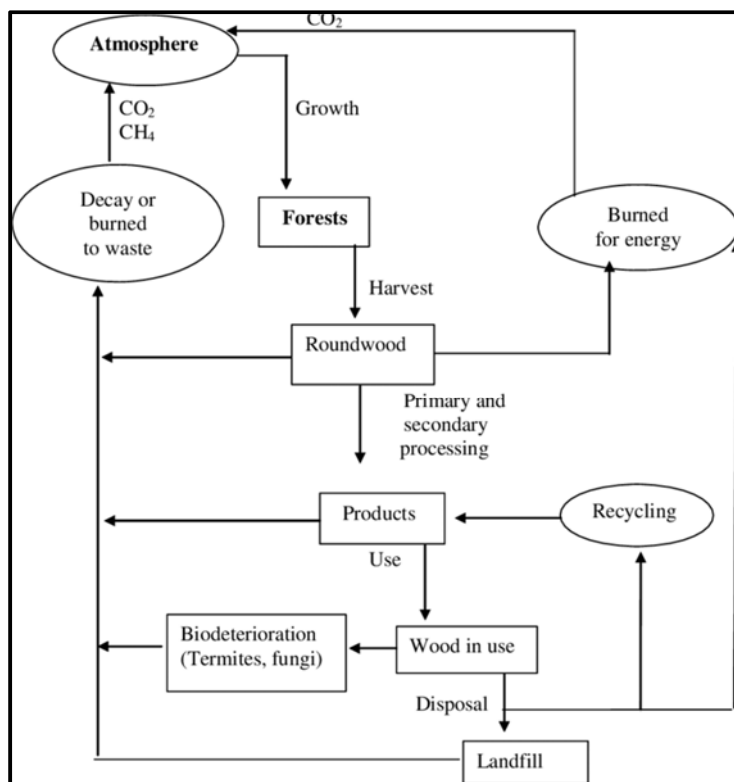 CO₂
Atmosphere
CO₂
CH₄
Growth
Decay or
burned
to waste
Forests
Burned
for energy
Harvest
Roundwood
Primary and
secondary
processing
Products
Recycling
Use
Biodeterioration
(Termites, fungi)
Wood in use
Disposal
Landfill